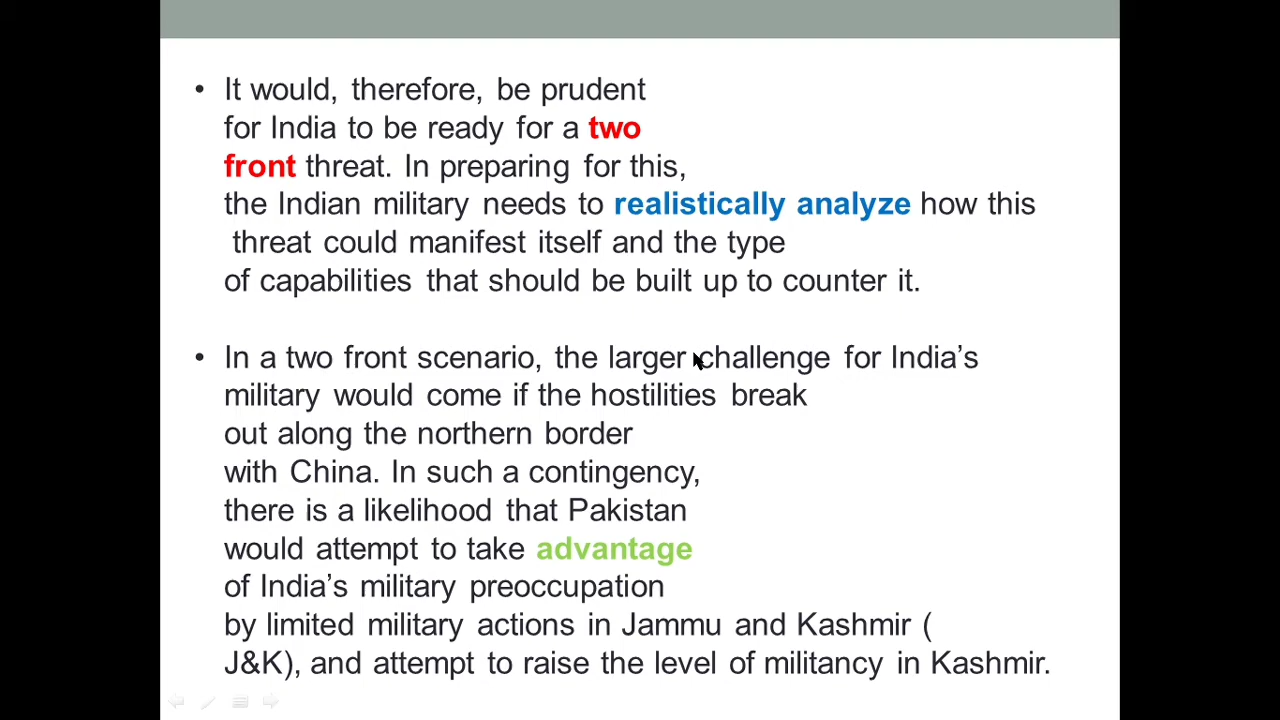 • It would, therefore, be prudent
for India to be ready for a two
front threat. In preparing for this,
the Indian military needs to realistically analyze how this
threat could manifest itself and the type
of capabilities that should be built up to counter it.
• In a two front scenario, the larger challenge for India’s
military would come if the hostilities break
out along the northern border
with China. In such a contingency,
there is a likelihood that Pakistan
would attempt to take advantage
of India’s military preoccupation
by limited military actions in Jammu and Kashmir (
J&K), and attempt to raise the level of militancy in Kashmir.